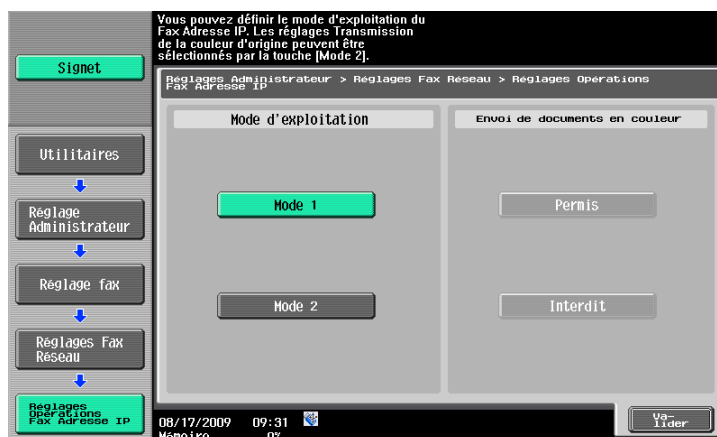 Vous pouvez définir le mode d'exploitation du
Fax Adresse IP. Les réglages Transmission
de la couleur d'origine peuvent être
sélectionnés par la touche [Mode 2].
Signet
Réglages Administrateur > Réglages Fax Réseau > Réglages Opérations
Fax Adresse IP
Mode d'exploitation
Envoi de documents en couleur
Utilitaires
Mode 1
Permis
Réglage
Administrateur
Réglage fax
Mode 2
Interdit
Réglages Fax
Réseau
Réglages
Opérations
Fax Adresse IP
08/17/2009 09:31
Mémoire 0%
Va-
lider